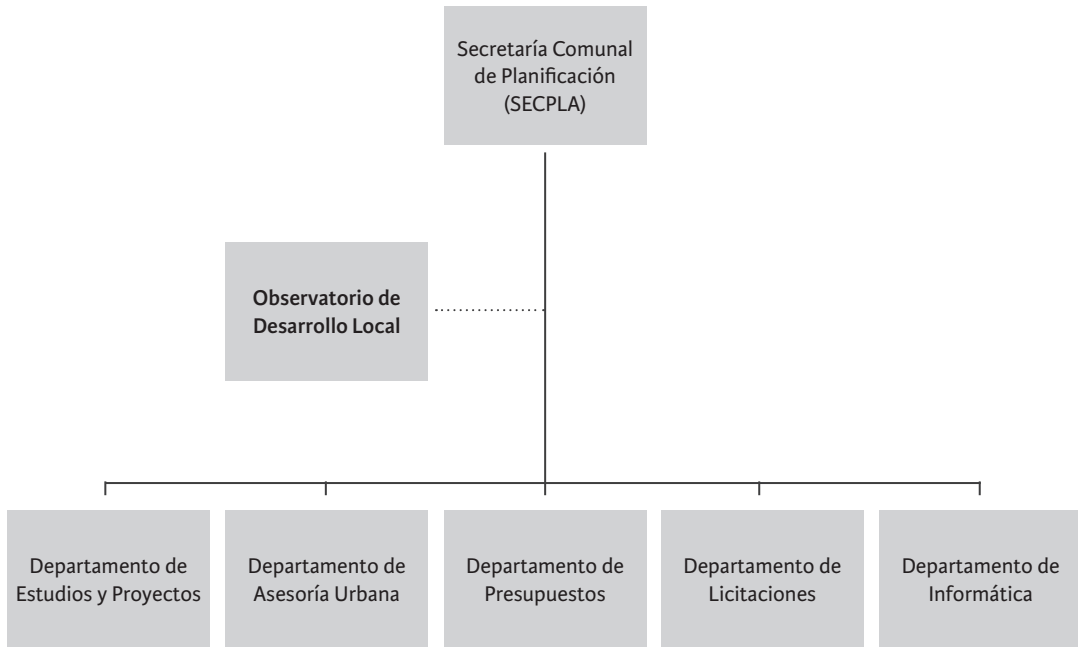 Secretaría Comunal
de Planificación
(SECPLA)
Observatorio de
Desarrollo Local
Departamento de
Estudios y Proyectos
Departamento de
Asesoría Urbana
Departamento de
Presupuestos
Departamento de
Licitaciones
Departamento de
Informática